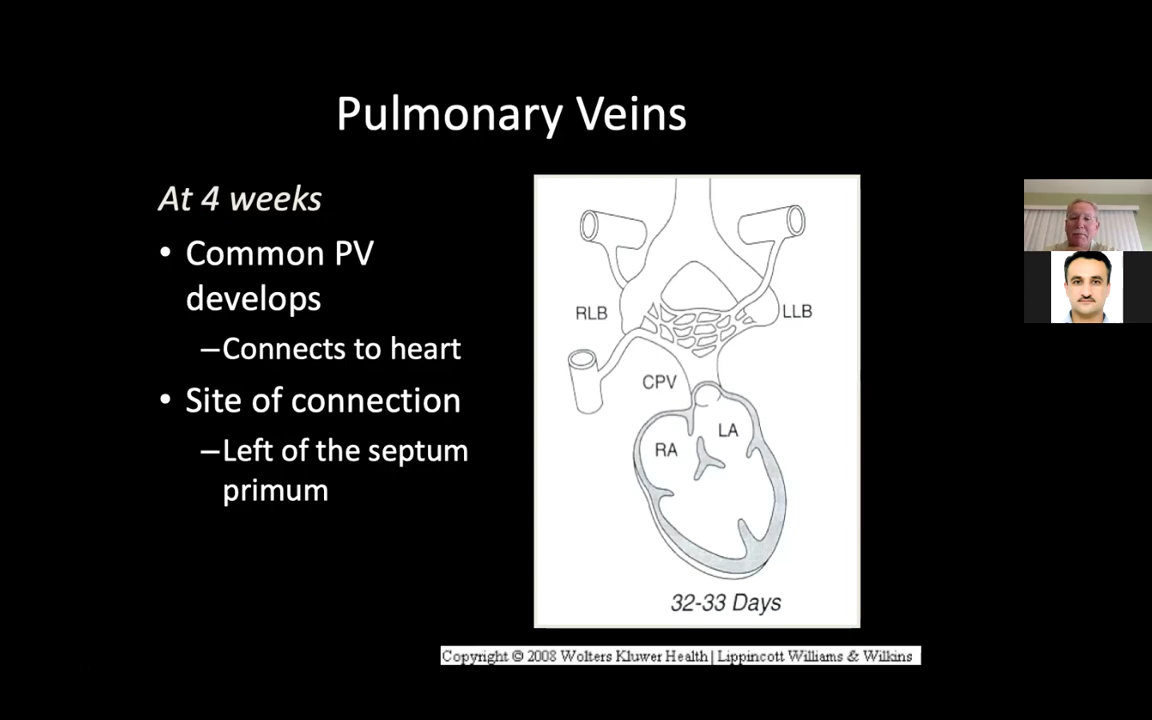 Pulmonary Veins
At 4 weeks
• Common PV
develops
–Connects to heart
• Site of connection
–Left of the septum
primum
RLB
LLB
CPV
LA
RA
32-33 Days
Copyright © 2008 Wolters Kluwer Health | Lippincott Williams & Wilkins